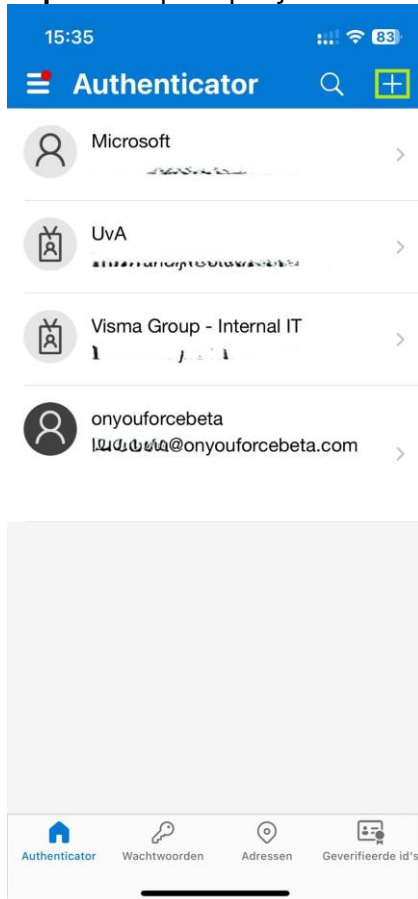 15:35
83
Authenticator
Microsoft
UvA
Visma Group - Internal IT
onyouforcebeta
@onyouforcebeta.com
Authenticator
Wachtwoorden
Adressen
Geverifieerde id's